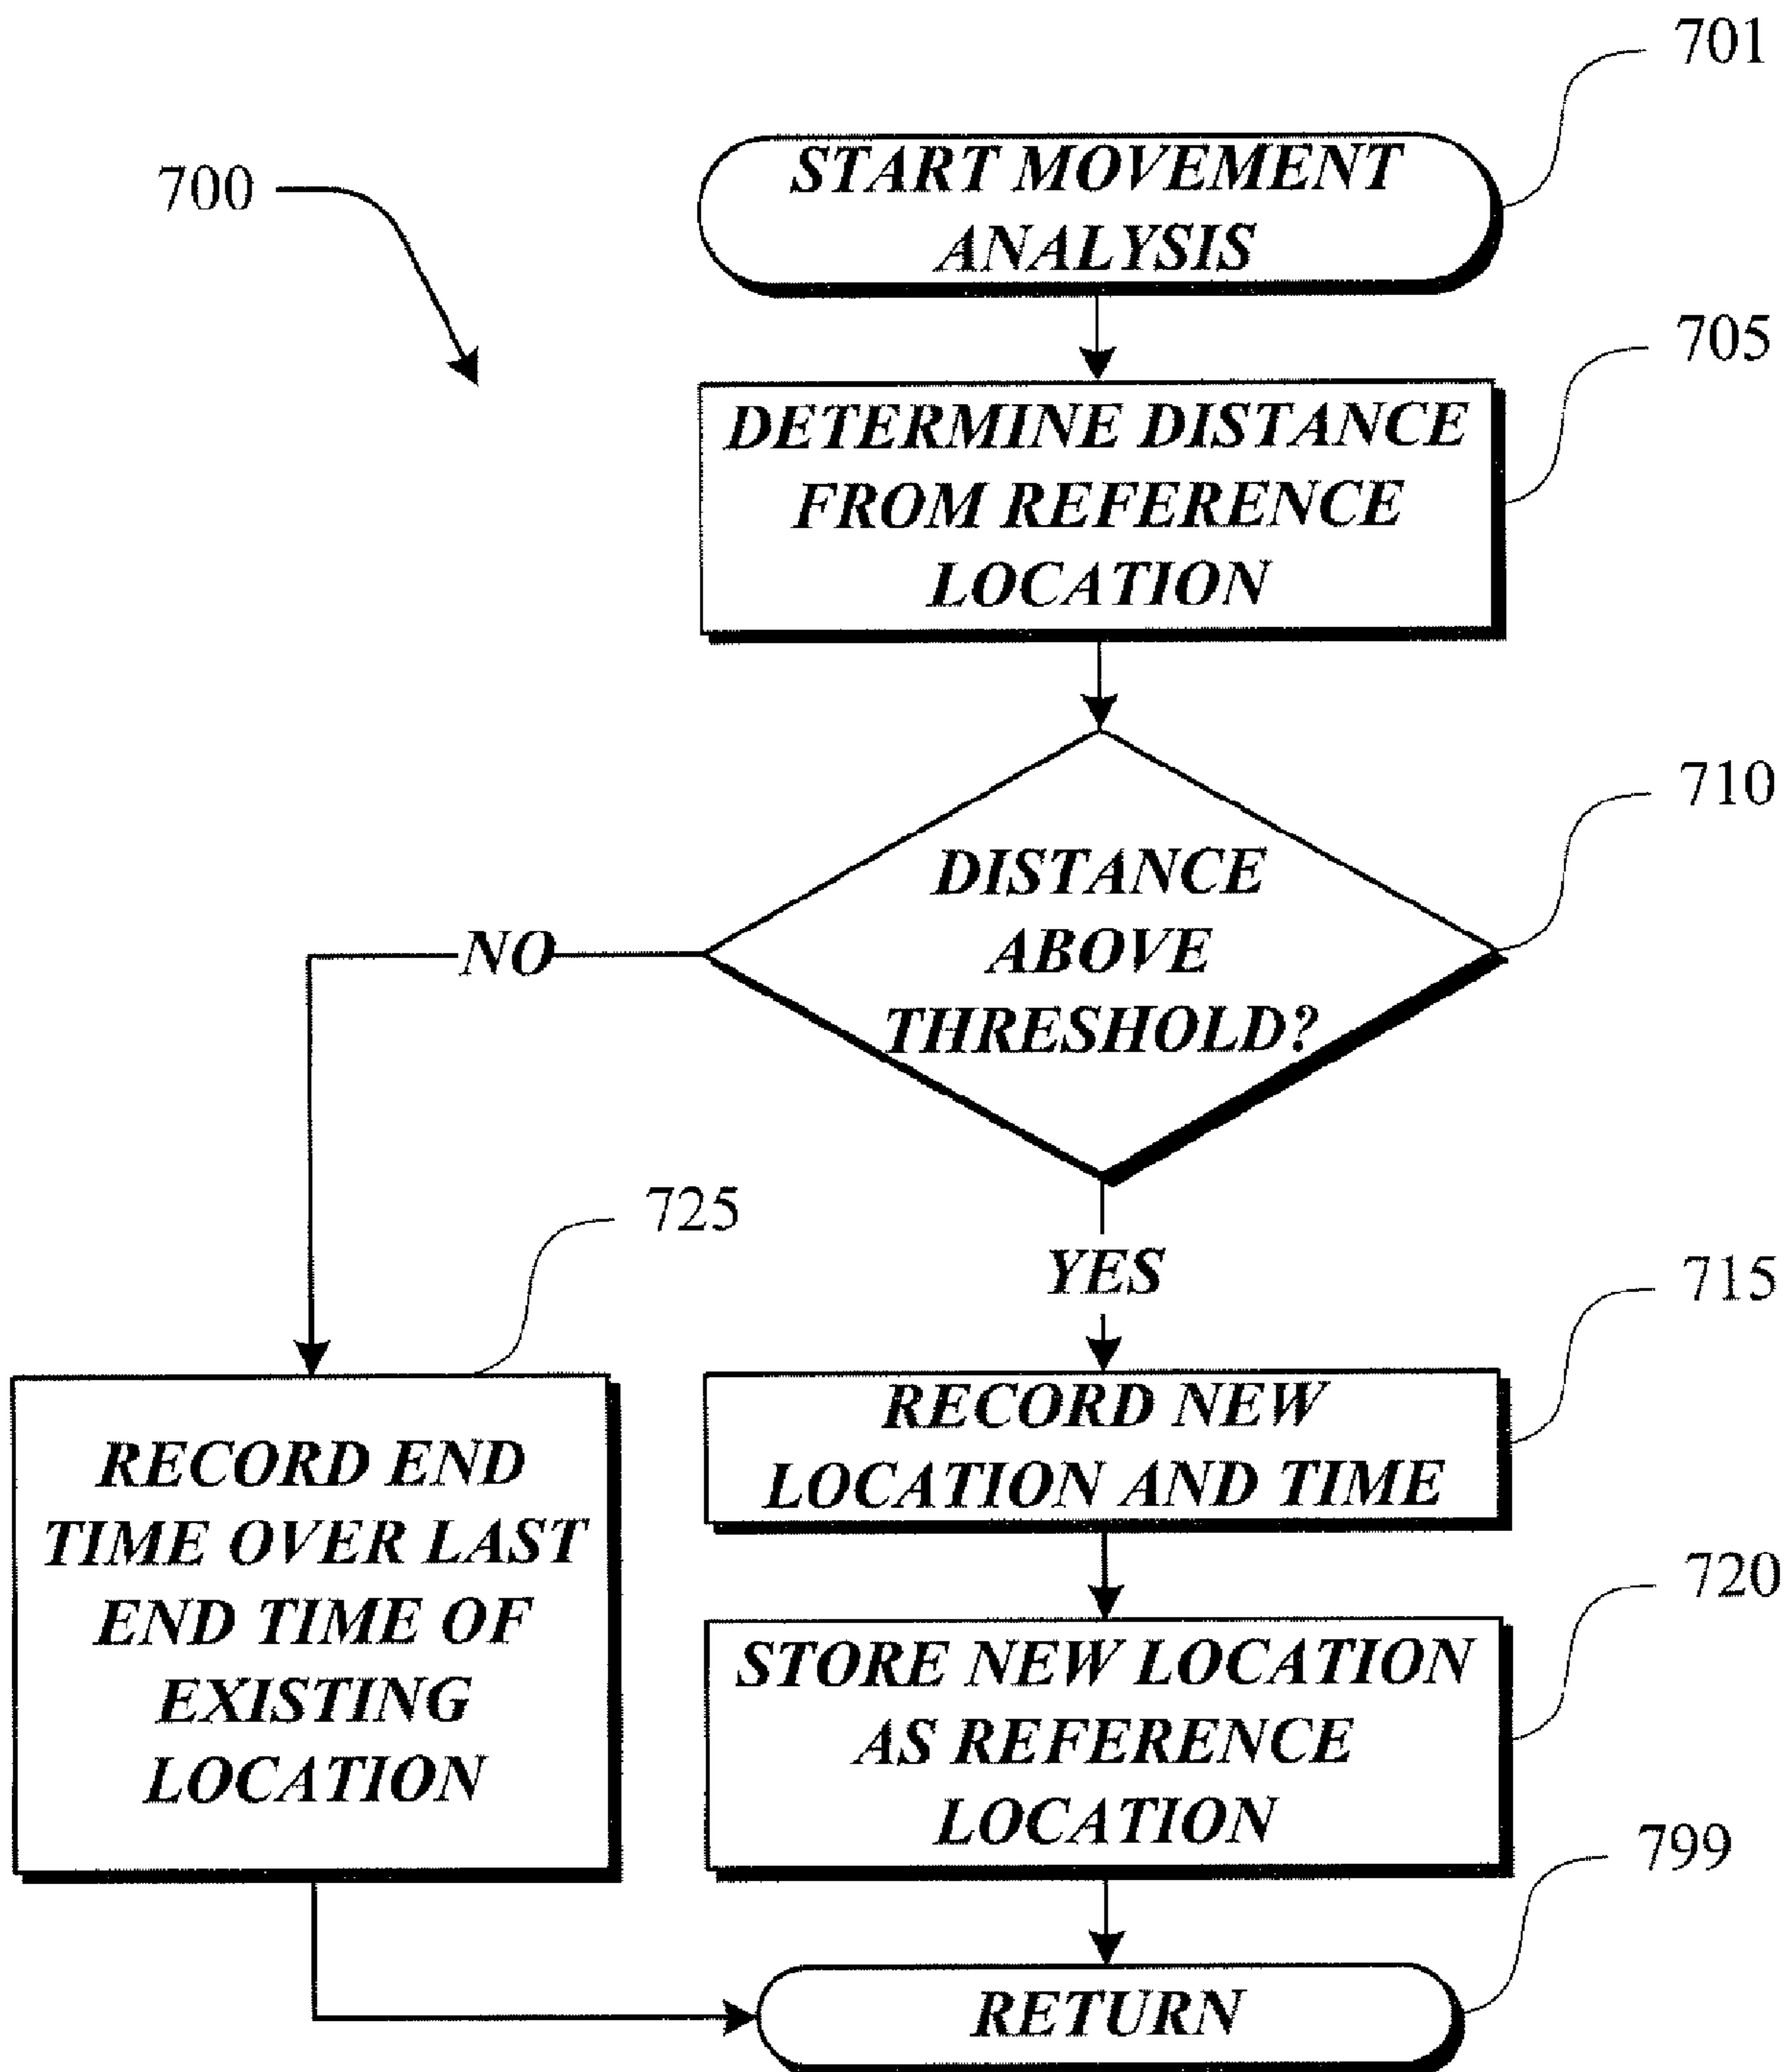 701
700
START MOVEMENT
ANALYSIS
705
DETERMINE DISTANCE
FROM REFERENCE
LOCATION
710
DISTANCE
ABOVE
THRESHOLD?
NO
YES
725
715
RECORD END
TIME OVER LAST
END TIME OF
EXISTING
LOCATION
RECORD NEW
LOCATION AND TIME
720
STORE NEW LOCATION
AS REFERENCE
LOCATION
799
RETURN